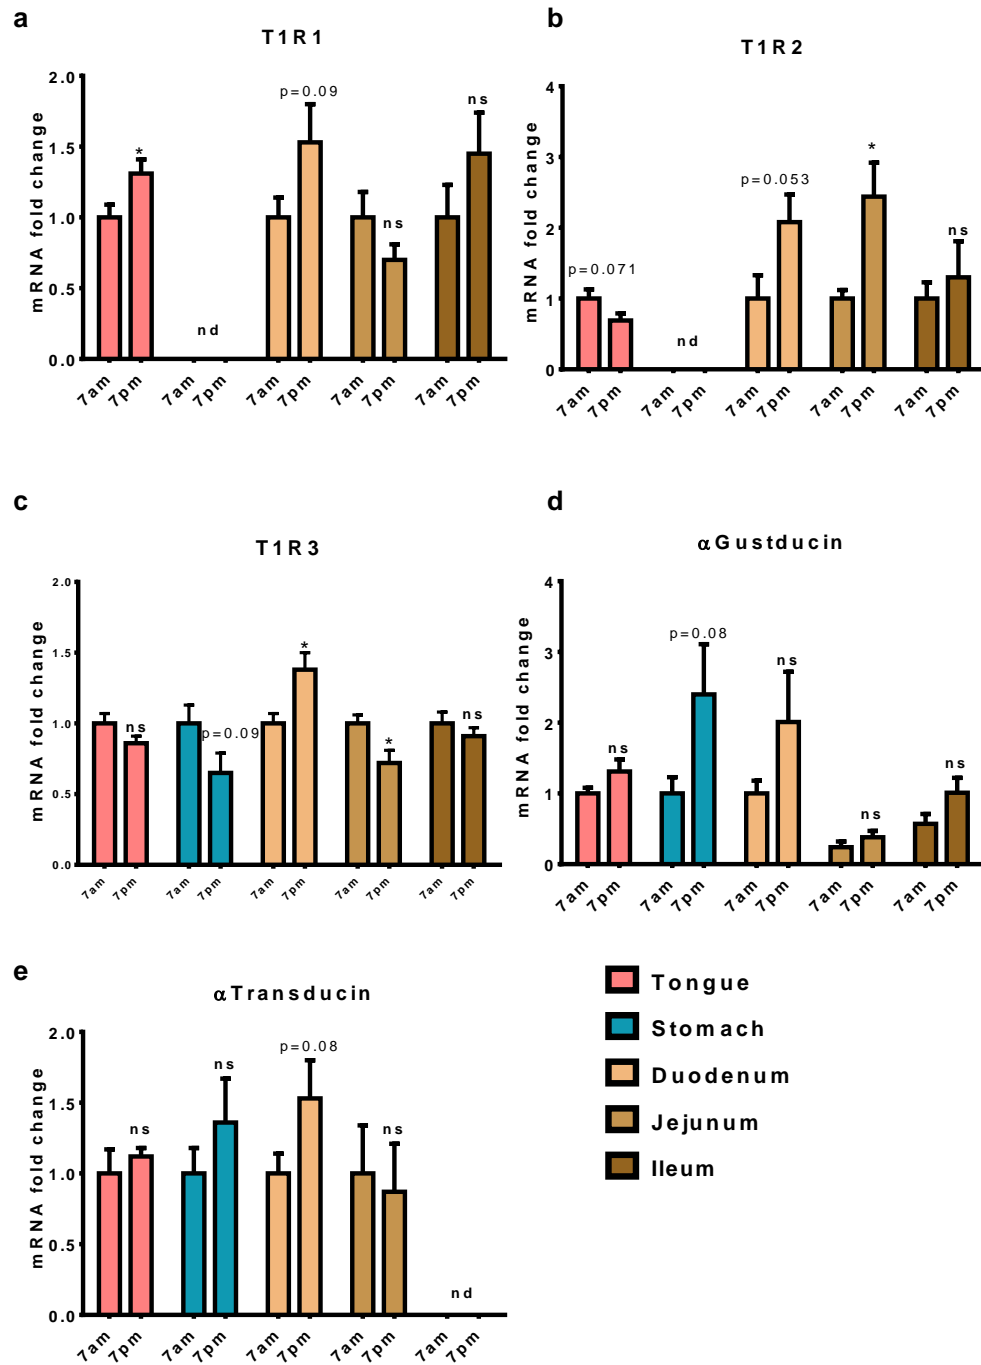 a
T1R1
mRNA fold change
2.0
1.5
1.0
0.5
0.0
*
nd
p=0.09
ns
ns
7am 7pm 7am 7pm 7am 7pm 7am 7pm 7am 7pm
b
T1R2
mRNA fold change
4
3
2
1
0
p=0.071
nd
p=0.053
*
ns
7am 7pm 7am 7pm 7am 7pm 7am 7pm 7am 7pm
c
T1R3
mRNA fold change
2.0
1.5
1.0
0.5
0.0
ns
p=0.09
*
*
ns
7am 7pm 7am 7pm 7am 7pm 7am 7pm 7am 7pm
d
αGustducin
mRNA fold change
4
3
2
1
0
ns
p=0.08
ns
ns
ns
7am 7pm 7am 7pm 7am 7pm 7am 7pm 7am 7pm
e
αTransducin
mRNA fold change
2.0
1.5
1.0
0.5
0.0
ns
ns
p=0.08
ns
nd
7am 7pm 7am 7pm 7am 7pm 7am 7pm 7am 7pm
Tongue
Stomach
Duodenum
Jejunum
Ileum